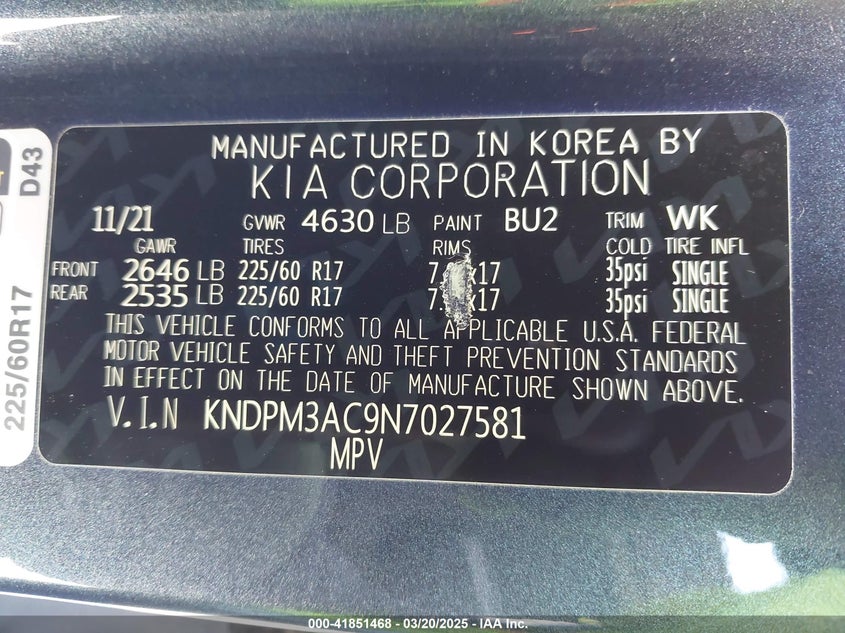 MANUFACTURED IN KOREA BY
KIA CORPORATION
11/21 GVWR 4630 LB PAINT BU2 TRIM WK
GAWR TIRES RIMS COLD TIRE INFL
FRONT 2646 LB 225/60 R17 35psi SINGLE
REAR 2535 LB 225/60 R17 35psi SINGLE
THIS VEHICLE CONFORMS TO ALL APPLICABLE U.S.A. FEDERAL
MOTOR VEHICLE SAFETY AND THEFT PREVENTION STANDARDS
IN EFFECT ON THE DATE OF MANUFACTURE SHOWN ABOVE.
V.I.N KNDPM3AC9N7027581
MPV
225/60R17 D43
000-41851468 - 03/20/2025 - IAA Inc.